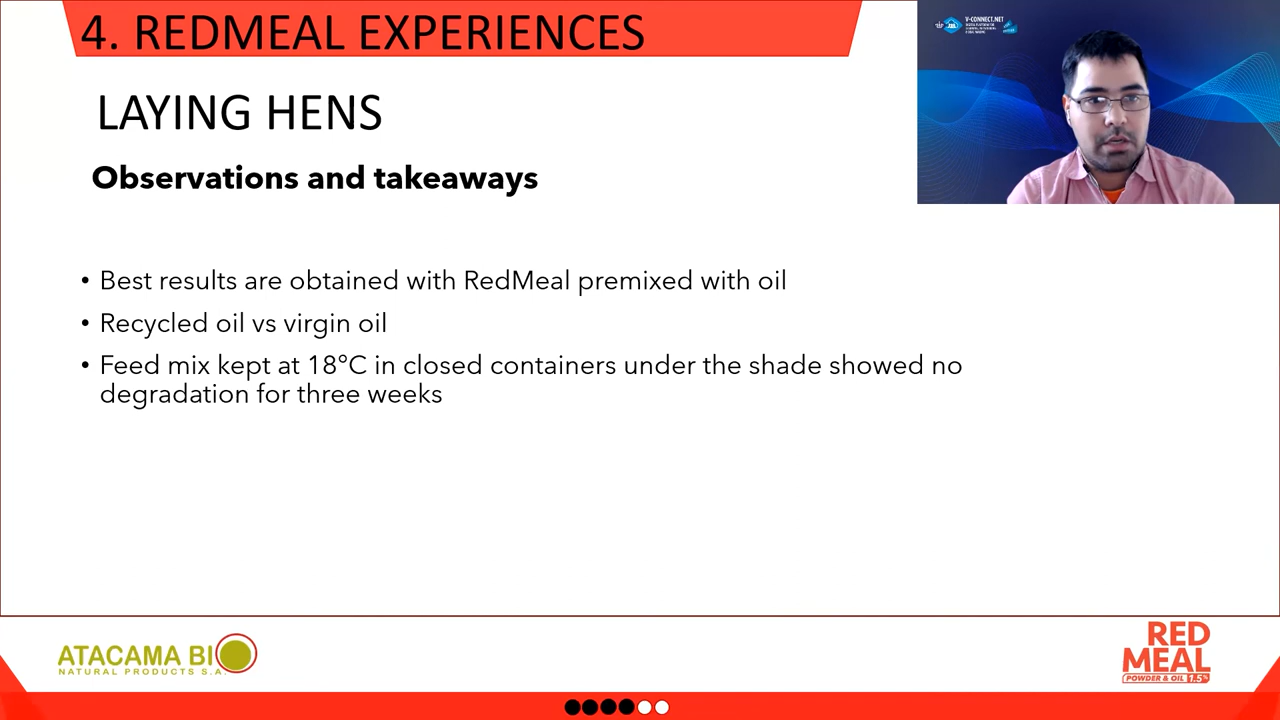 4. REDMEAL EXPERIENCES
V-CONNECT.NET
LAYING HENS
Observations and takeaways
• Best results are obtained with RedMeal premixed with oil
• Recycled oil vs virgin oil
• Feed mix kept at 18°C in closed containers under the shade showed no
degradation for three weeks
ATACAMA BIO
NATURAL PRODUCTS S.A.
RED
MEAL
POWDER & OIL 1.5%